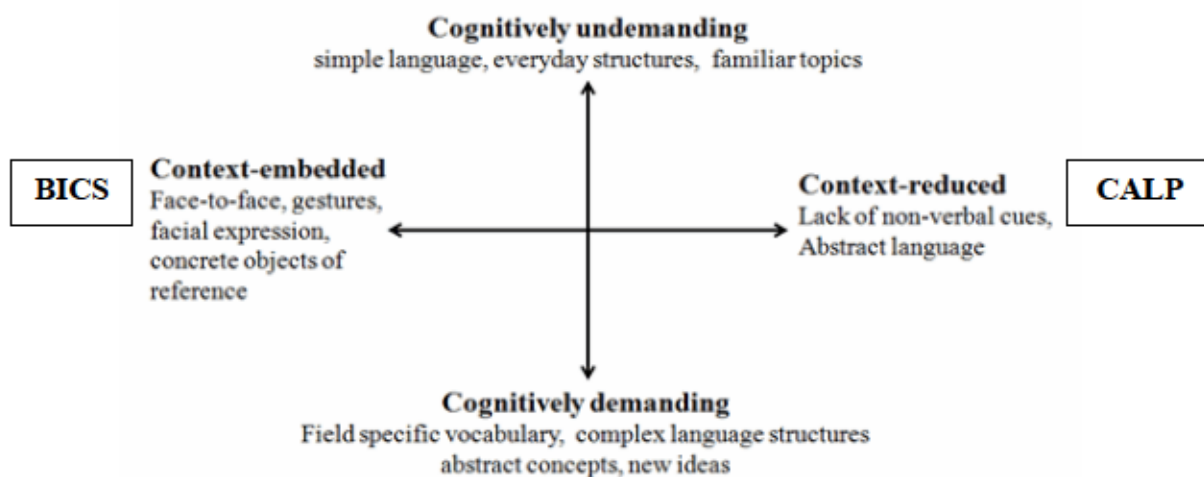 Cognitively undemanding
simple language, everyday structures, familiar topics
BICS
Context-embedded
Face-to-face, gestures,
facial expression,
concrete objects of
reference
Context-reduced
Lack of non-verbal cues,
Abstract language
CALP
Cognitively demanding
Field specific vocabulary, complex language structures
abstract concepts, new ideas